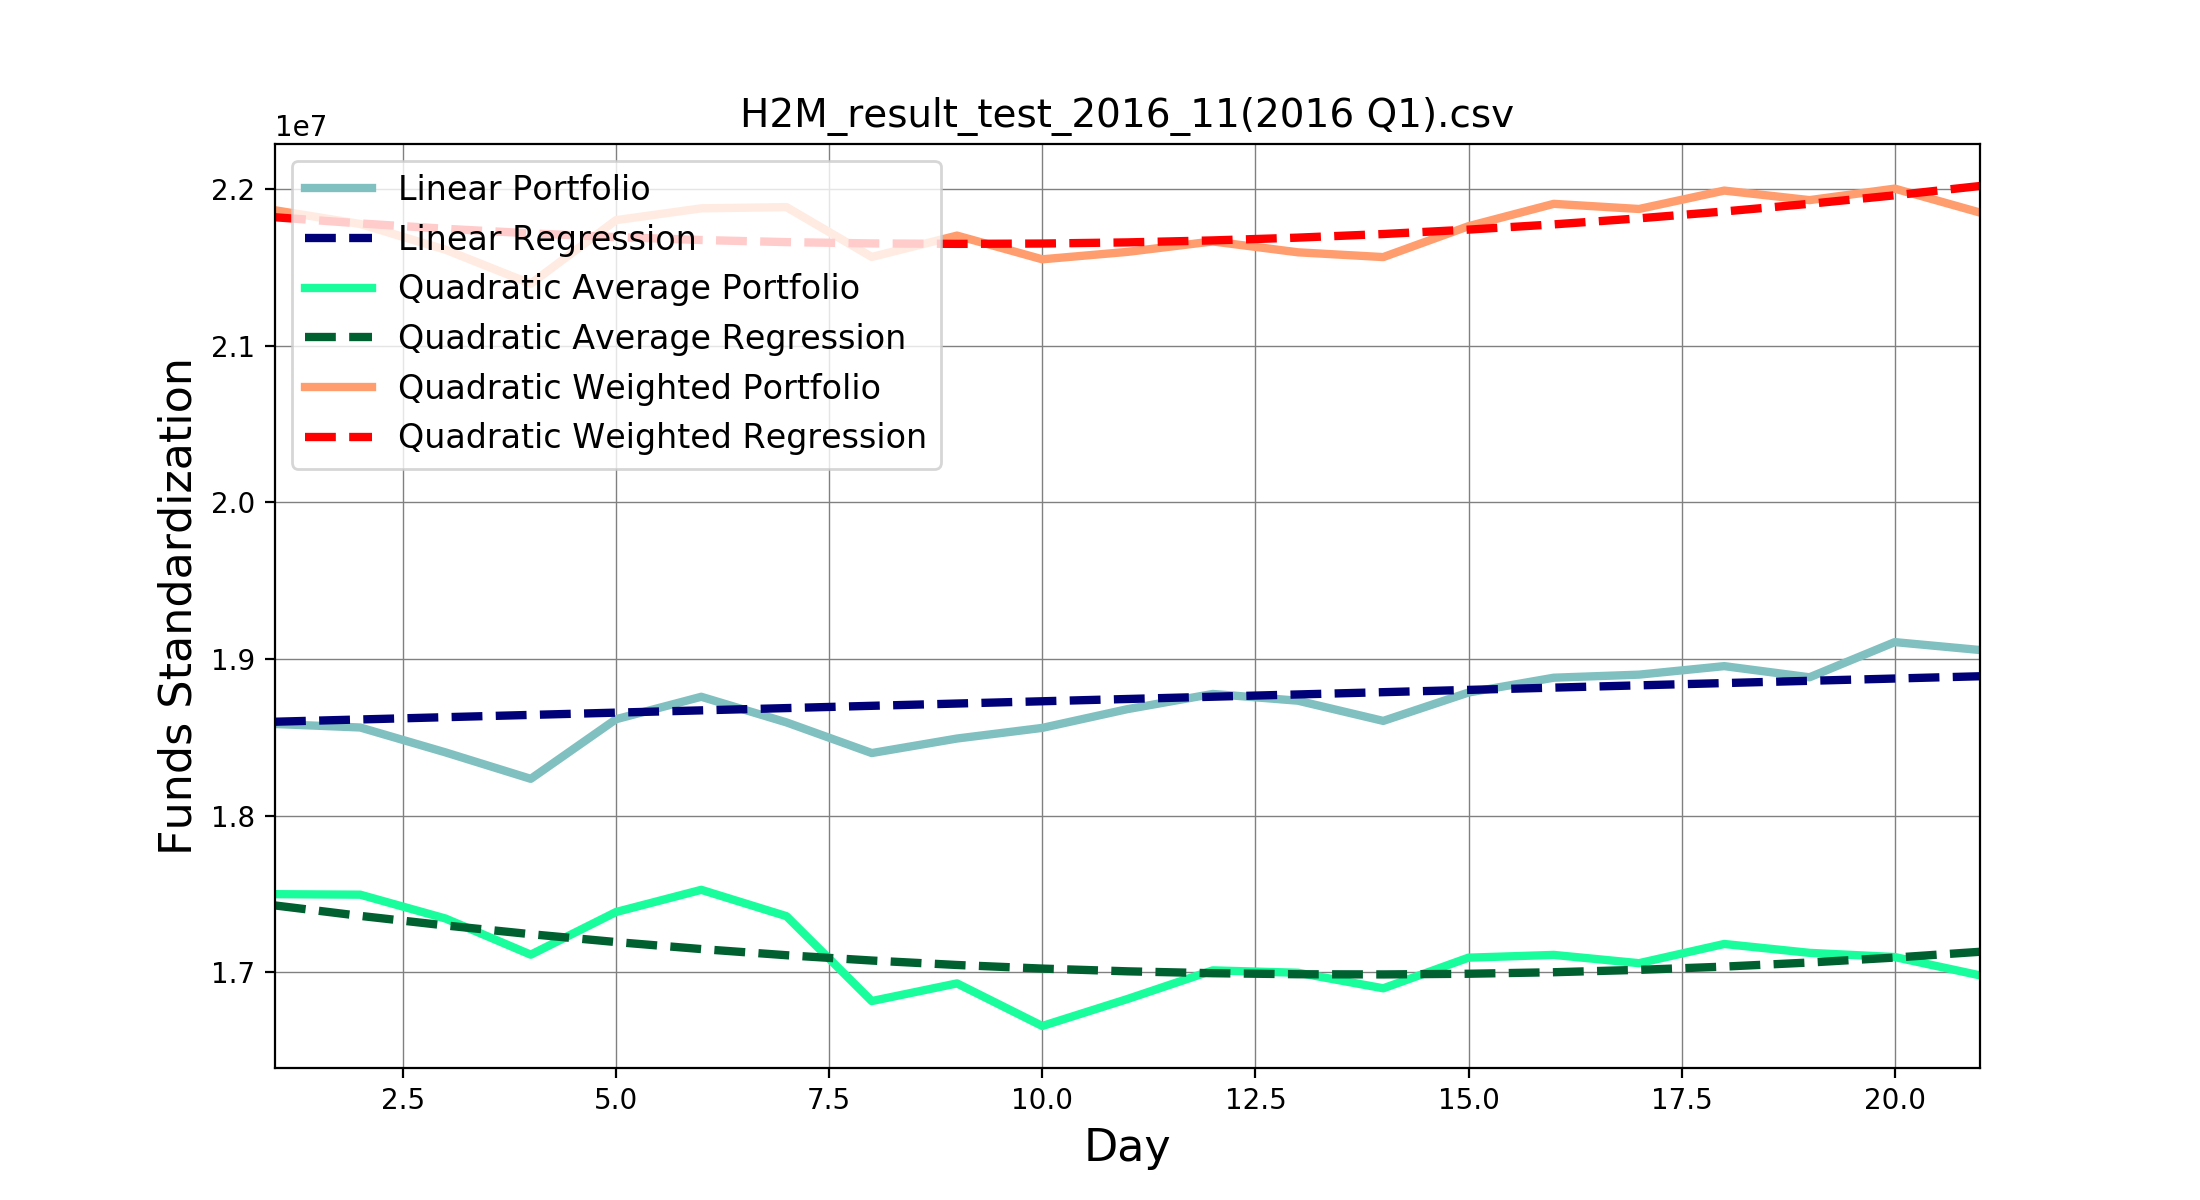 H2M_result_test_2016_11(2016 Q1).csv
1e7
2.2
2.1
2.0
1.9
1.8
1.7
Funds Standardization
Linear Portfolio
Linear Regression
Quadratic Average Portfolio
Quadratic Average Regression
Quadratic Weighted Portfolio
Quadratic Weighted Regression
2.5 5.0 7.5 10.0 12.5 15.0 17.5 20.0
Day